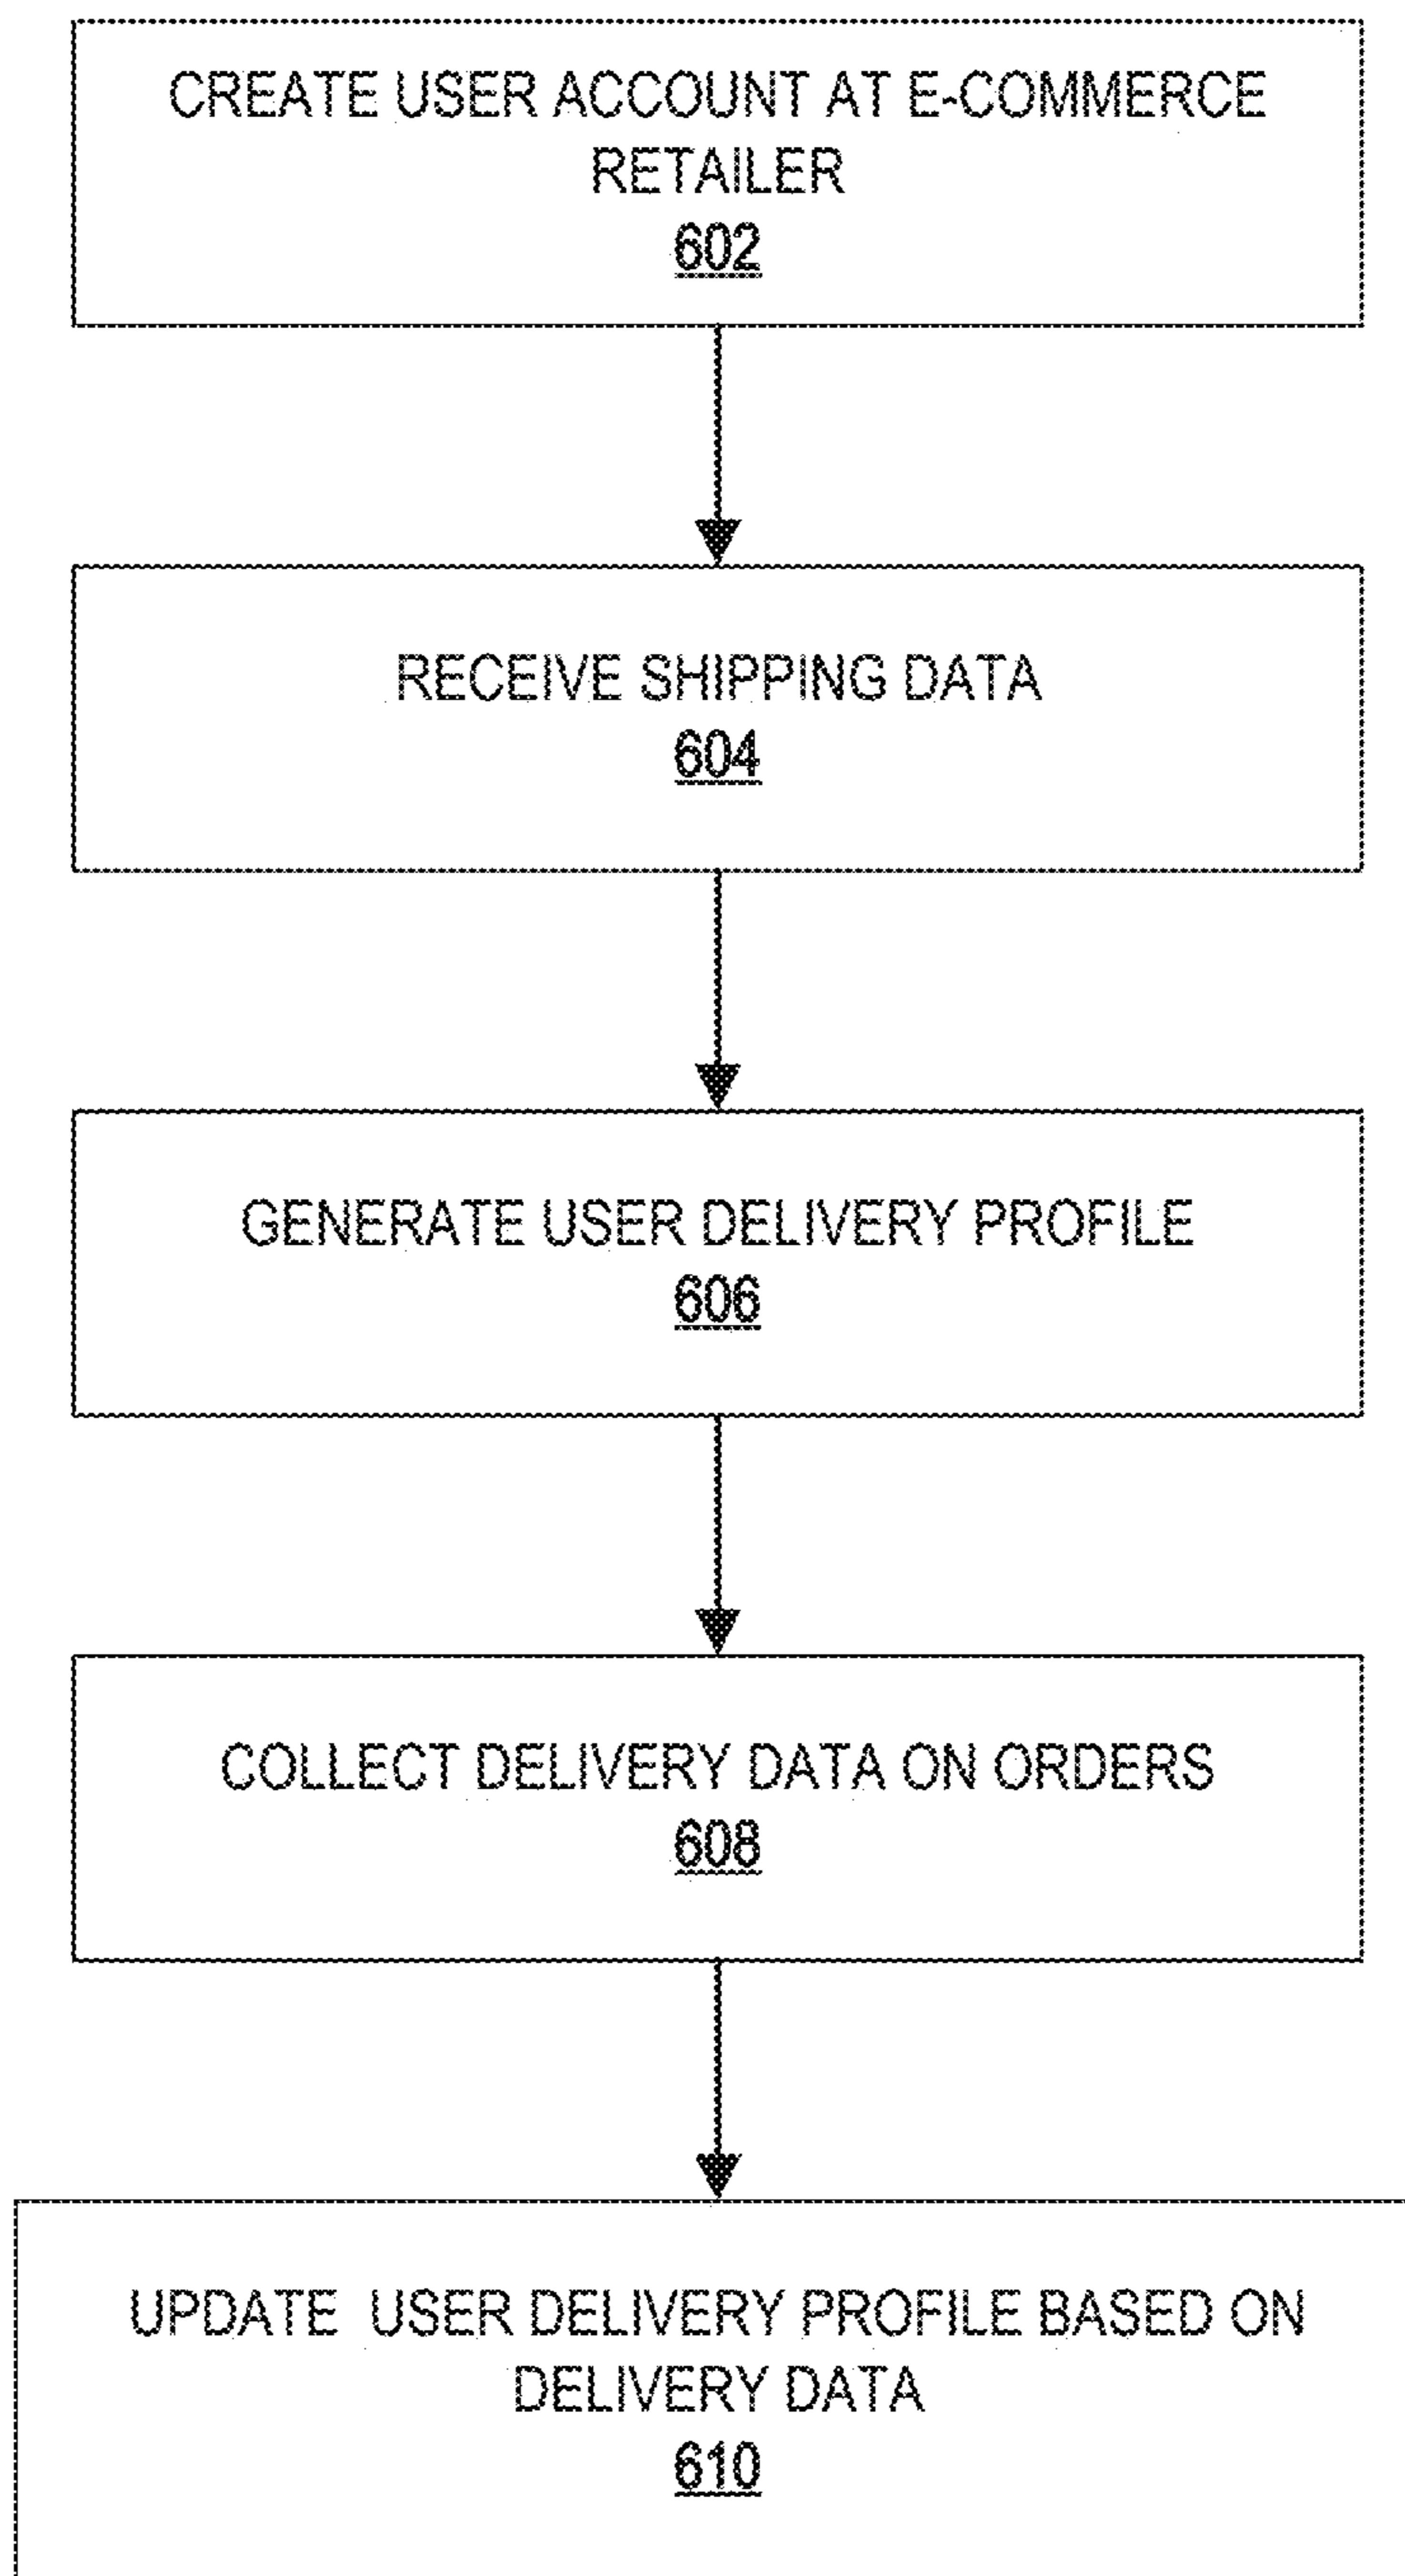 CREATE USER ACCOUNT AT E-COMMERCE
RETAILER
602
RECEIVE SHIPPING DATA
604
GENERATE USER DELIVERY PROFILE
606
COLLECT DELIVERY DATA ON ORDERS
608
UPDATE USER DELIVERY PROFILE BASED ON
DELIVERY DATA
610